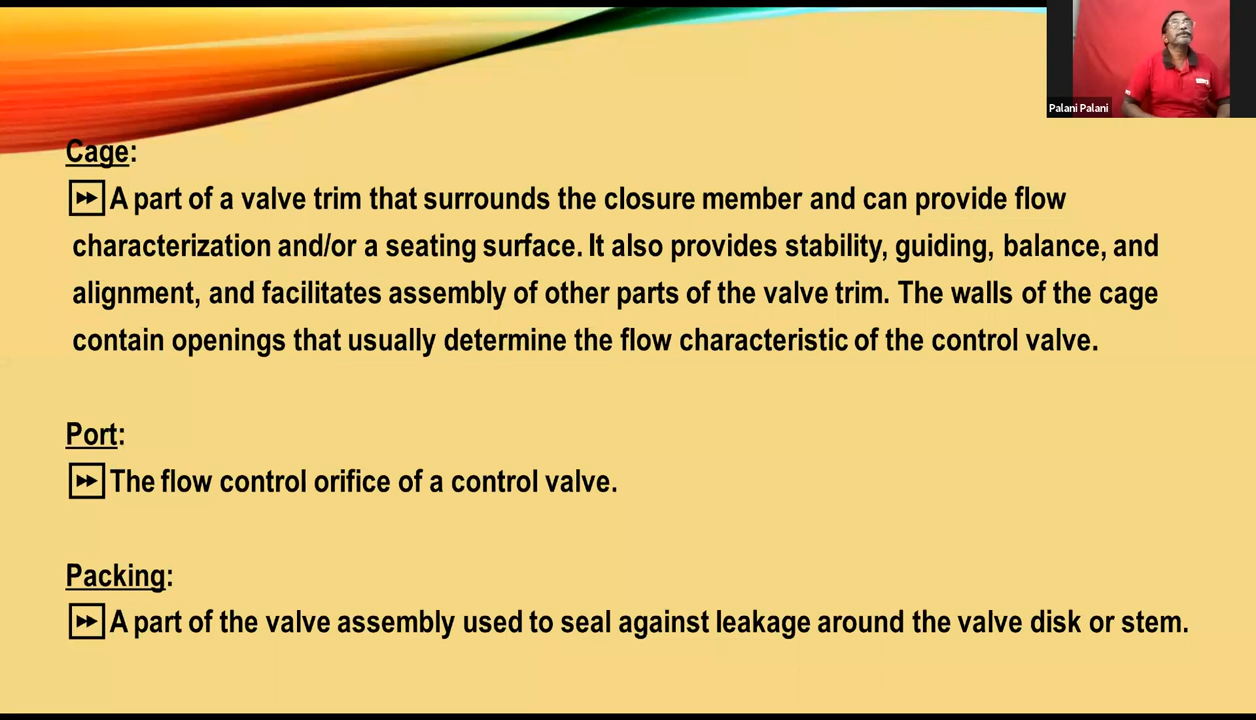 Palani Palani
Cage:
⏩A part of a valve trim that surrounds the closure member and can provide flow
characterization and/or a seating surface. It also provides stability, guiding, balance, and
alignment, and facilitates assembly of other parts of the valve trim. The walls of the cage
contain openings that usually determine the flow characteristic of the control valve.
Port:
⏩The flow control orifice of a control valve.
Packing:
⏩A part of the valve assembly used to seal against leakage around the valve disk or stem.